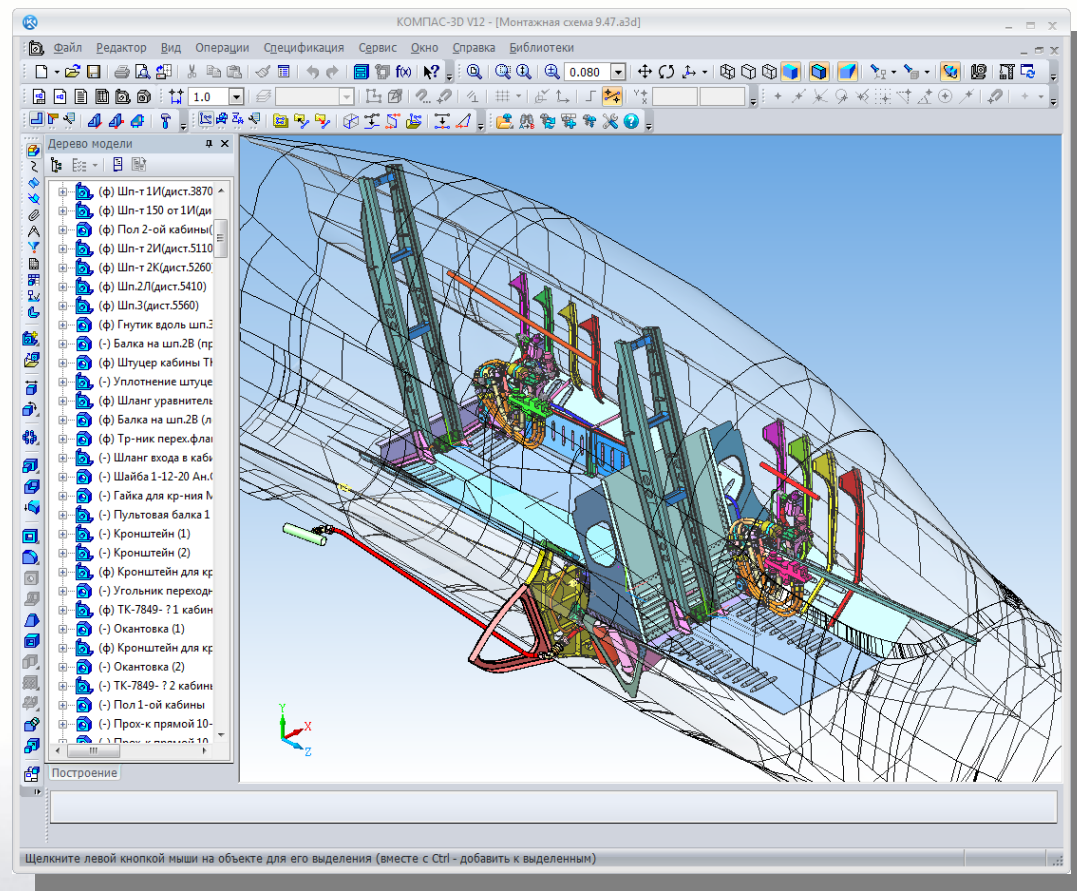 КОМПАС-3D V12 - [Монтажная схема 9.47.a3d]
Файл Редактор Вид Операции Спецификация Сервис Окно Справка Библиотеки
0.080
1.0
Дерево модели
(ф) Шп-т 1И(дист.3870
(ф) Шп-т 150 от 1И(ди
(ф) Пол 2-ой кабины(
(ф) Шп-т 2И(дист.5110
(ф) Шп-т 2К(дист.5260
(ф) Шп.2Л(дист.5410)
(ф) Шп.3(дист.5560)
(ф) Гнутик вдоль шп.3
(-) Балка на шп.2В (пр
(ф) Штуцер кабины ТК
(-) Уплотнение штуце
(ф) Шланг уравнитель
(ф) Балка на шп.2В (л
(ф) Тр-ник перех.флан
(-) Шланг входа в каби
(-) Шайба 1-12-20 Ан.
(-) Гайка для кр-ния М
(-) Пультовая балка 1
(-) Кронштейн (1)
(-) Кронштейн (2)
(ф) Кронштейн для кр
(-) Угольник переходн
(ф) ТК-7849- ?1 кабин
(-) Окантовка (1)
(ф) Кронштейн для кр
(-) Окантовка (2)
(-) ТК-7849- ?2 кабины
(-) Пол 1-ой кабины
(-) Прох-к прямой 10-
(-) Прох-к прямой 10
Y
X
Z
Построение
Щелкните левой кнопкой мыши на объекте для его выделения (вместе с Ctrl - добавить к выделенным)